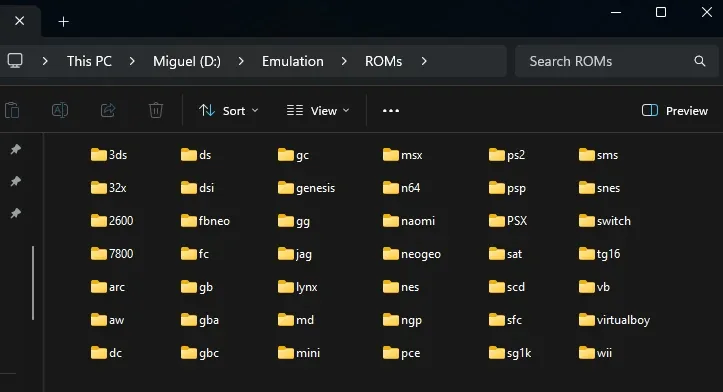 This PC > Miguel (D:) > Emulation > ROMs >
Search ROMs
Sort
View
Preview
3ds ds gc msx ps2 sms
32x dsi genesis n64 psp snes
2600 fbneo gg naomi PSX switch
7800 fc jag neogeo sat tg16
arc gb lynx nes scd vb
aw gba md ngp sfc virtualboy
dc gbc mini pce sg1k wii